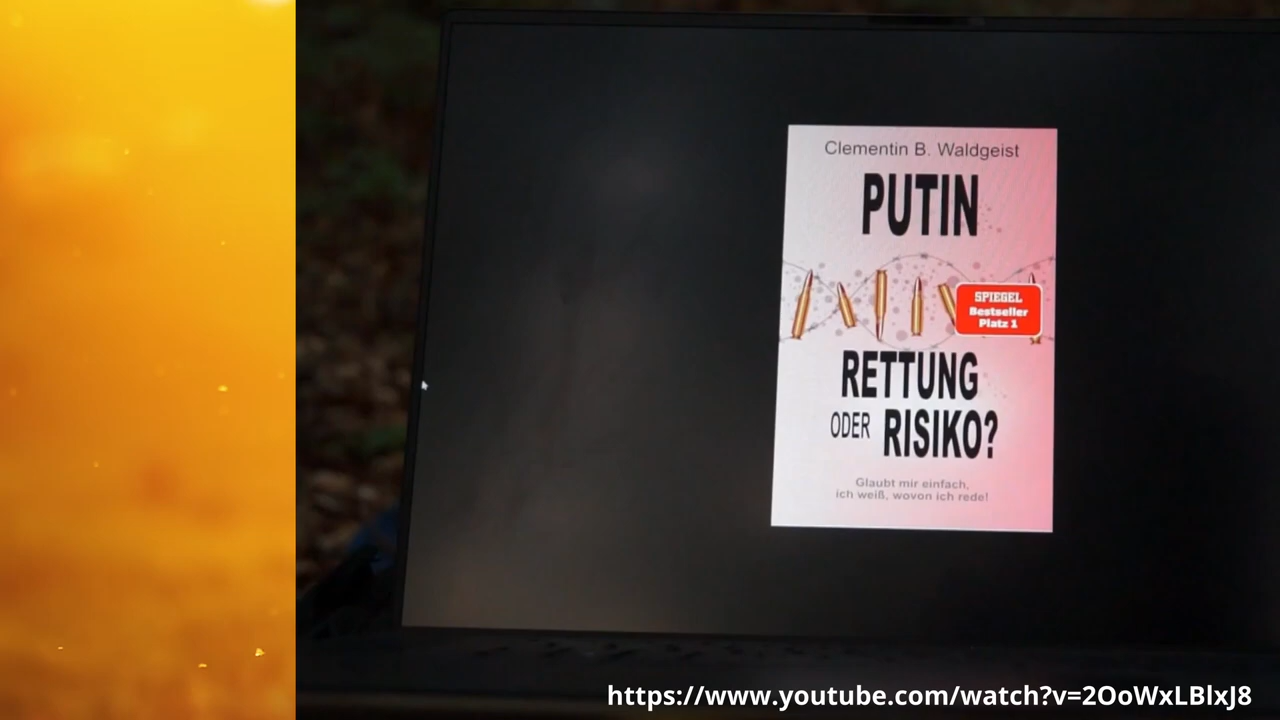 Clementin B. Waldgeist
PUTIN
SPIEGEL
Bestseller
Platz 1
RETTUNG
ODER RISIKO?
Glaubt mir einfach,
ich weiß, wovon ich rede!
https://www.youtube.com/watch?v=2OoWxLBlxJ8